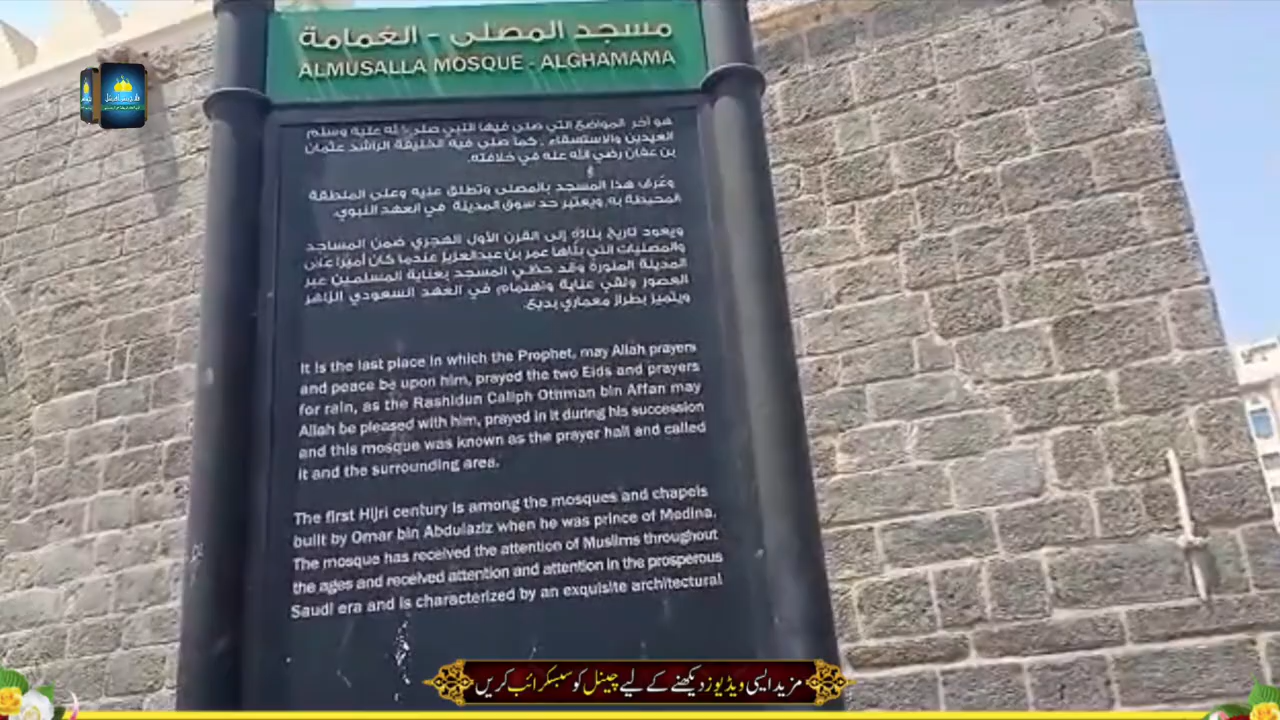 مسجد المصلى - الغمامة
ALMUSALLA MOSQUE - ALGHAMAMA
هو آخر المواضع التي صلى فيها النبي صلى الله عليه وسلم
العيدين والاستسقاء ، كما صلى فيه الخليفة الراشد عثمان
بن عفان رضي الله عنه في خلافته.
وعُرف هذا المسجد بالمصلى وتطلق عليه وعلى المنطقة
المحيطة به، ويعتبر حد سوق المدينة في العهد النبوي.
ويعود تاريخ بنائه إلى القرن الأول الهجري ضمن المساجد
والمصليات التي بناها عمر بن عبدالعزيز عندما كان أميرا على
المدينة المنورة وقد حظي المسجد بعناية المسلمين عبر
العصور ولقي عناية واهتمام في العهد السعودي الزاهر
ويتميز بطراز معماري بديع.
It is the last place in which the Prophet, may Allah prayers
and peace be upon him, prayed the two Eids and prayers
for rain, as the Rashidun Caliph Othman bin Affan may
Allah be pleased with him, prayed in it during his succession
and this mosque was known as the prayer hall and called
it and the surrounding area.
The first Hijri century is among the mosques and chapels
built by Omar bin Abdulaziz when he was prince of Medina.
The mosque has received the attention of Muslims throughout
the ages and received attention and attention in the prosperous
Saudi era and is characterized by an exquisite architectural
مزید ایسی ویڈیوز دیکھنے کے لیے چینل کو سبسکرائب کریں